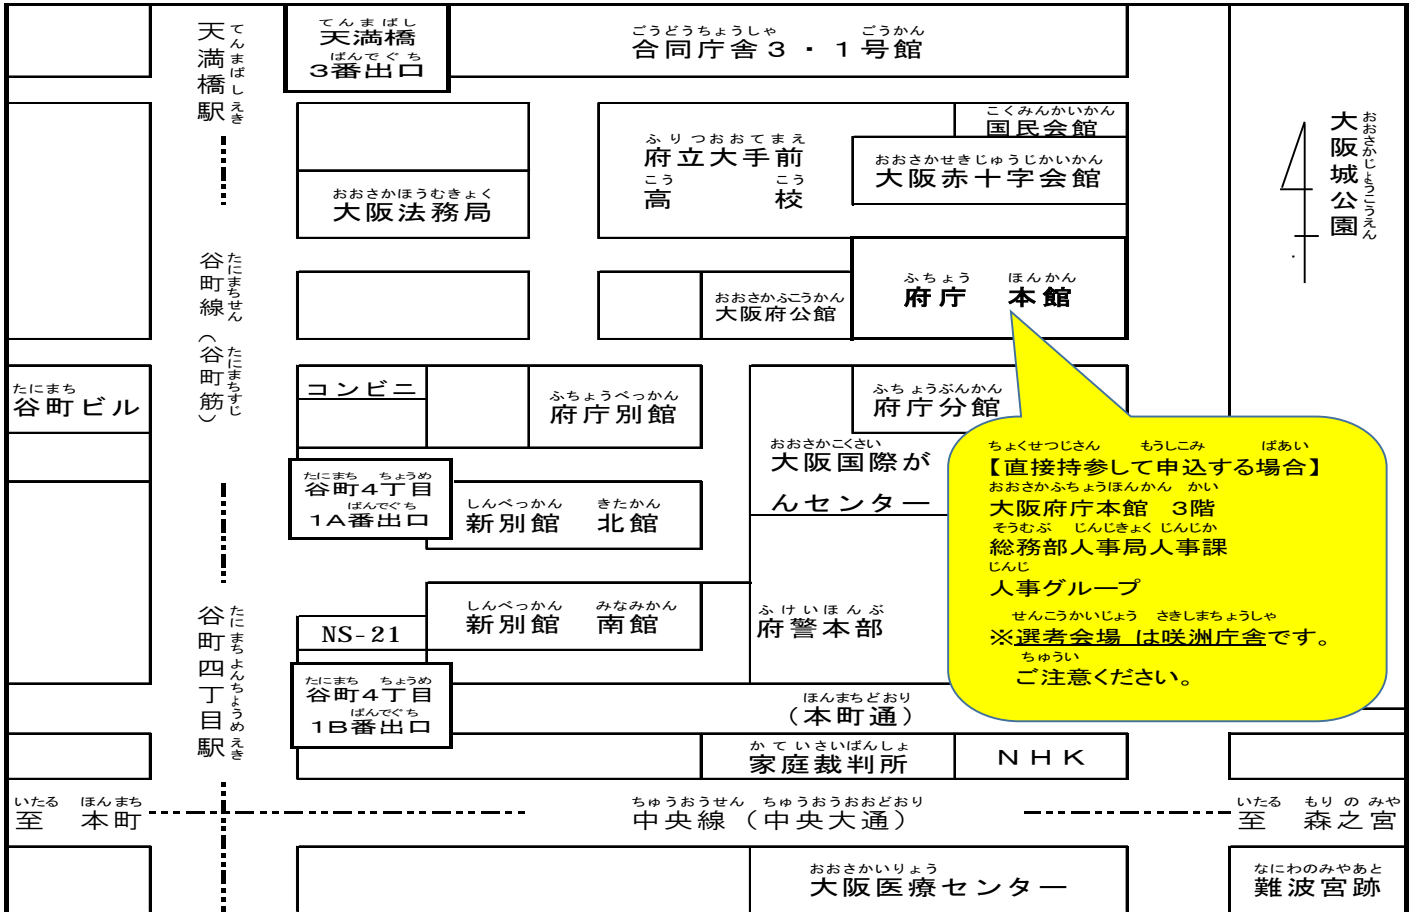 てんまばしえき
天満橋駅
てんまばし
天満橋
ばんでぐち
3番出口
ごうどうちょうしゃ ごうかん
合同庁舎3・1号館
こくみんかいかん
国民会館
ふりつおおてまえ
府立大手前
こう こう
高 校
おおさかせきじゅうじかいかん
大阪赤十字会館
おおさかじょうこうえん
大阪城公園
おおさかほうむきょく
大阪法務局
たにまちせん たにまちすじ
谷町線(谷町筋)
おおさかふこうかん
大阪府公館
ふちょう ほんかん
府庁 本館
たにまち
谷町ビル
コンビニ
ふちょうべっかん
府庁別館
ふちょうぶんかん
府庁分館
おおさかこくさい
大阪国際が
んセンター
たにまち ちょうめ
谷町4丁目
ばんでぐち
1A番出口
しんべっかん きたかん
新別館 北館
ちょくせつじさん もうしこみ ばあい
【直接持参して申込する場合】
おおさかふちょうほんかん かい
大阪府庁本館 3階
そうむぶ じんじきょく じんじか
総務部人事局人事課
じんじ
人事グループ
せんこうかいじょう さきしまちょうしゃ
※選考会場 は咲洲庁舎です。
ちゅうい
ご注意ください。
しんべっかん みなみかん
新別館 南館
ふけいほんぶ
府警本部
NS-21
たにまちよんちょうめえき
谷町四丁目駅
たにまち ちょうめ
谷町4丁目
ばんでぐち
1B番出口
ほんまちどおり
(本町通)
かていさいばんしょ
家庭裁判所
NHK
いたる ほんまち
至 本町
ちゅうおうせん ちゅうおうおおどおり
中央線(中央大通)
いたる もりのみや
至 森之宮
おおさかいりょう
大阪医療センター
なにわのみやあと
難波宮跡